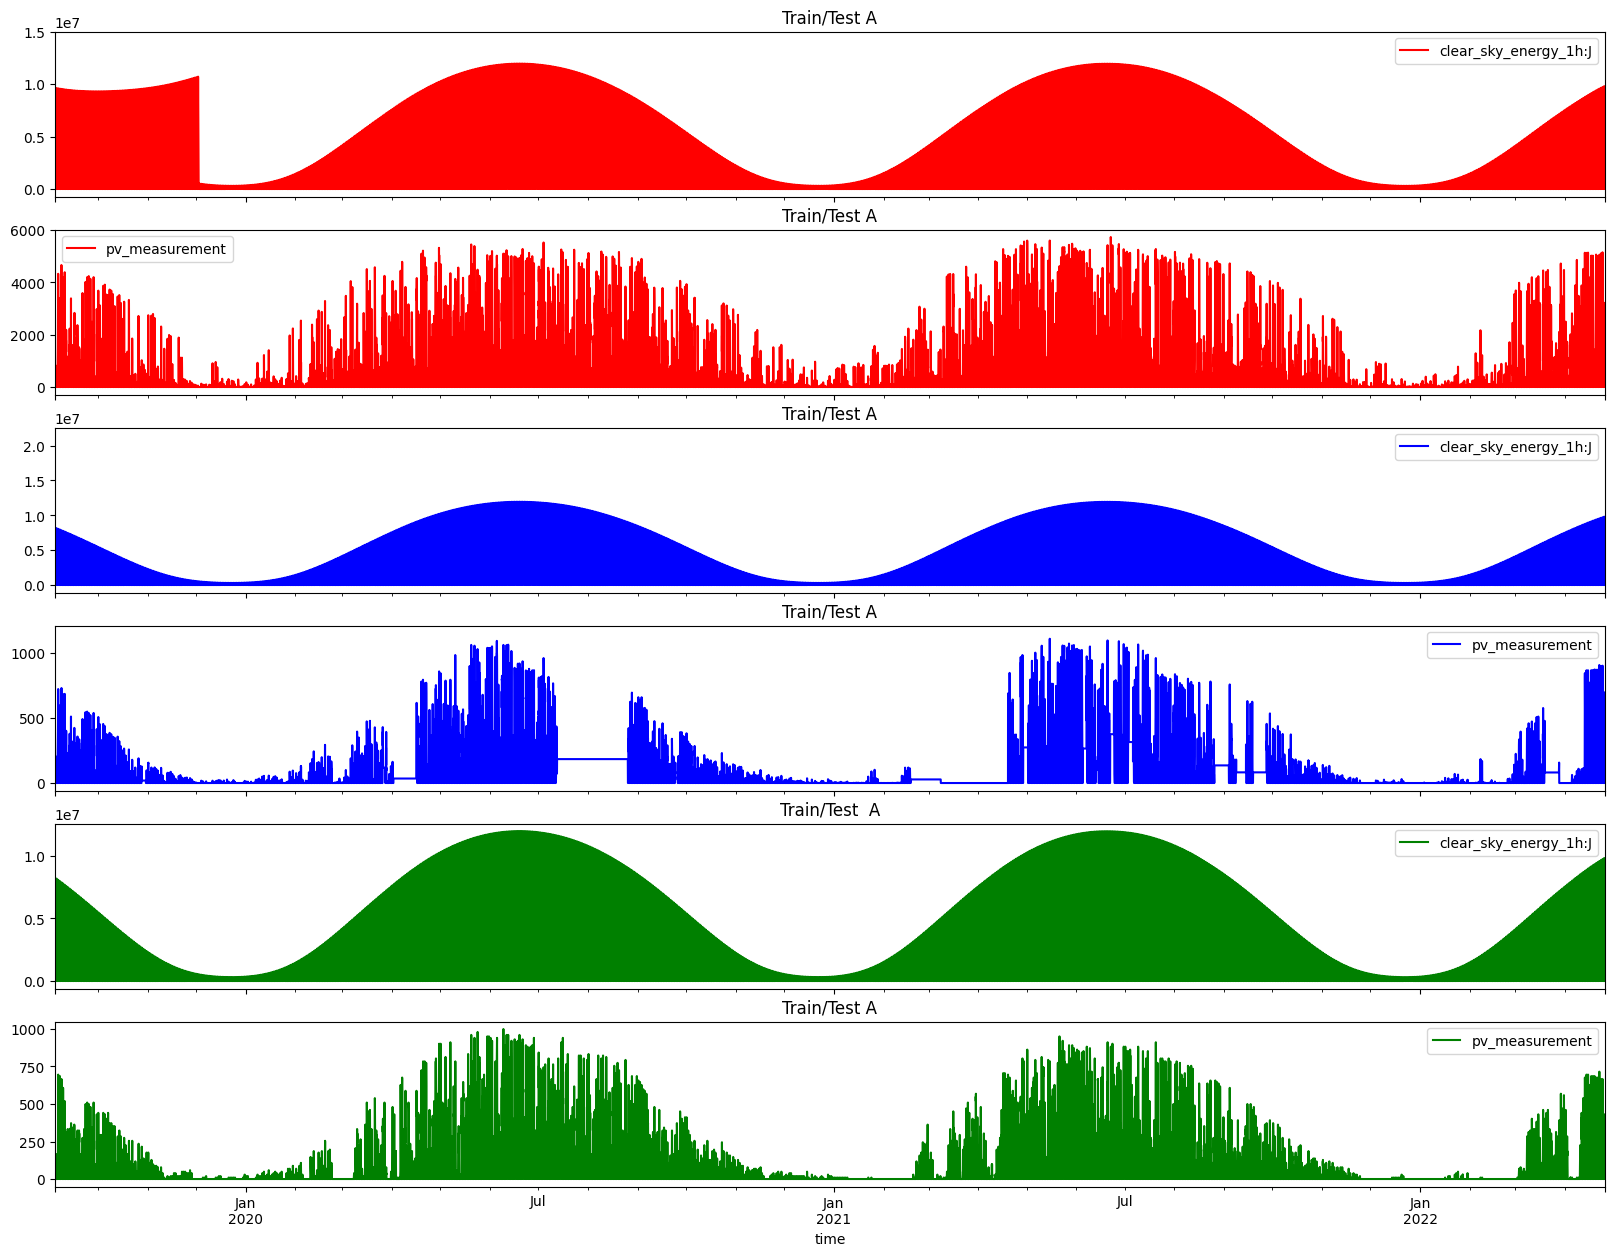 Train/Test A
1e7
1.5
1.0
0.5
0.0
clear_sky_energy_1h:J
Train/Test A
6000
4000
2000
0
pv_measurement
Train/Test A
1e7
2.0
1.5
1.0
0.5
0.0
clear_sky_energy_1h:J
Train/Test A
1000
500
0
pv_measurement
Train/Test  A
1e7
1.0
0.5
0.0
clear_sky_energy_1h:J
Train/Test A
1000
750
500
250
0
pv_measurement
Jan Jul Jan Jul Jan
2020 2021 2022
time